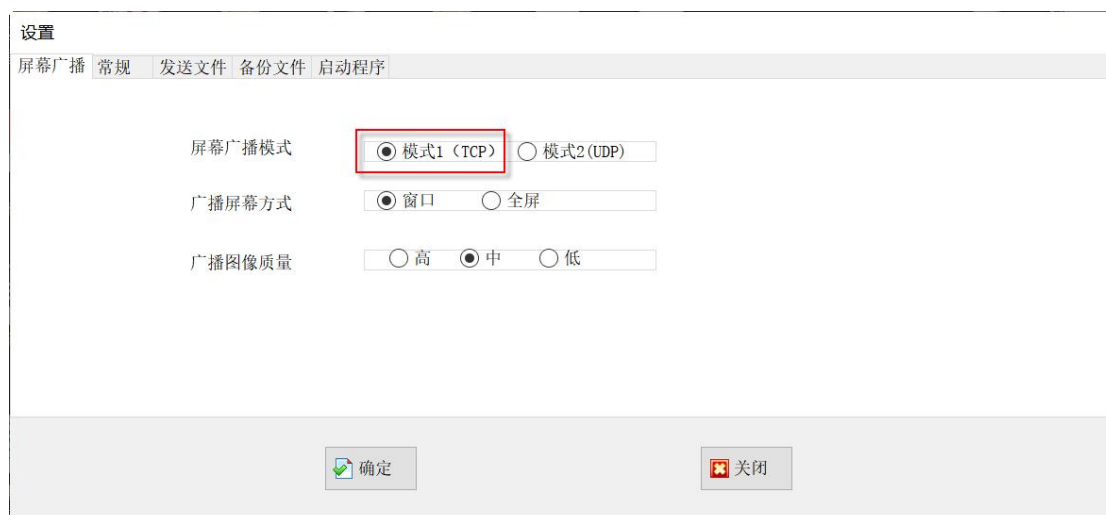 设置
屏幕广播 常规 发送文件 备份文件 启动程序
屏幕广播模式 模式1（TCP） 模式2(UDP)
广播屏幕方式 窗口 全屏
广播图像质量 高 中 低
确定 关闭